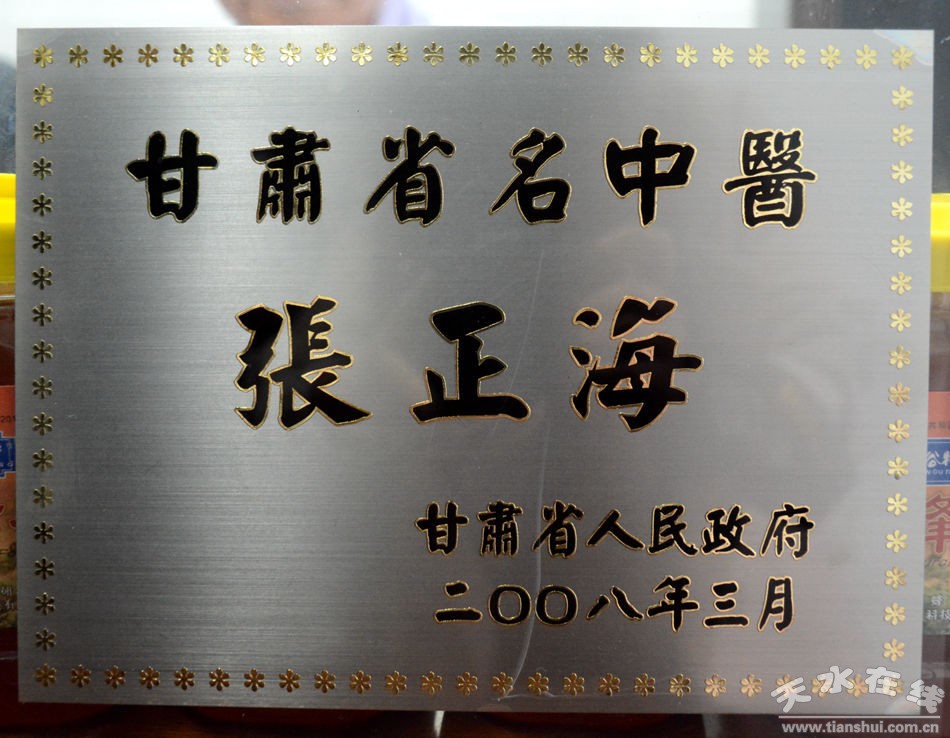 甘肅省名中醫
張正海
甘肅省人民政府
二〇〇八年三月
天水在线
www.tianshui.com.cn